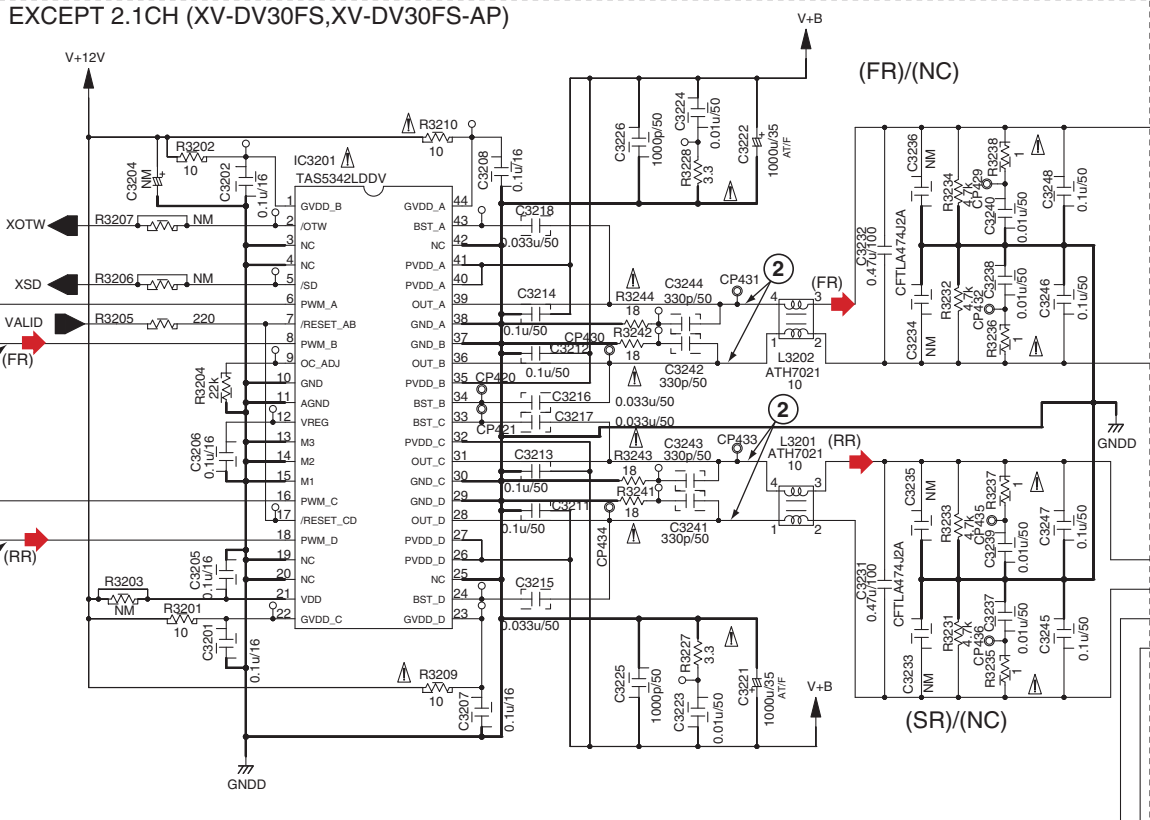 EXCEPT 2.1CH (XV-DV30FS,XV-DV30FS-AP)
V+12V
V+B
(FR)/(NC)
R3202
10
C3204
NM
C3202
0.1u/16
R3210
10
C3208
0.1u/16
IC3201
TAS5342LDDV
XOTW
R3207
NM
XSD
R3206
NM
VALID
R3205
220
(FR)
R3204
22k
C3206
0.1u/16
(RR)
C3205
0.1u/16
R3203
NM
R3201
10
C3201
0.1u/16
R3209
10
C3207
0.1u/16
GNDD
1 GVDD_B
2 /OTW
3 NC
4 NC
5 /SD
6 PWM_A
7 /RESET_AB
8 PWM_B
9 OC_ADJ
10 GND
11 AGND
12 VREG
13 M3
14 M2
15 M1
16 PWM_C
17 /RESET_CD
18 PWM_D
19 NC
20 NC
21 VDD
22 GVDD_C
GVDD_A 44
BST_A 43
NC 42
PVDD_A 41
PVDD_A 40
OUT_A 39
GND_A 38
GND_B 37
OUT_B 36
PVDD_B 35
BST_B 34
BST_C 33
PVDD_C 32
OUT_C 31
GND_C 30
GND_D 29
OUT_D 28
PVDD_D 27
PVDD_D 26
NC 25
BST_D 24
GVDD_D 23
C3226
1000p/50
C3224
0.01u/50
R3228
3.3
C3222
1000u/35
AT/F
C3218
0.033u/50
C3214
0.1u/50
CP430
C3212
0.1u/50
CP420
C3216
0.033u/50
CP421
C3217
0.033u/50
C3213
0.1u/50
C3211
0.1u/50
CP434
C3215
0.033u/50
C3244
330p/50
R3244
18
R3242
18
C3242
330p/50
CP431
2
(FR)
4 3
1 2
L3202
ATH7021
10
C3243
330p/50
R3243
18
R3241
18
C3241
330p/50
CP433
2
L3201
ATH7021
10
(RR)
4 3
1 2
C3225
1000p/50
R3227
3.3
C3223
0.01u/50
C3221
1000u/35
AT/F
V+B
C3232
0.47u/100
CFTLA474J2A
C3236
NM
C3234
NM
R3234
4.7k
R3232
4.7k
R3238
1
CP429
C3240
0.01u/50
C3238
0.01u/50
CP432
R3236
1
C3248
0.1u/50
C3246
0.1u/50
GNDD
C3231
0.47u/100
CFTLA474J2A
C3235
NM
C3233
NM
R3233
4.7k
R3231
4.7k
R3237
1
CP435
C3239
0.01u/50
C3237
0.01u/50
CP436
R3235
1
C3247
0.1u/50
C3245
0.1u/50
(SR)/(NC)